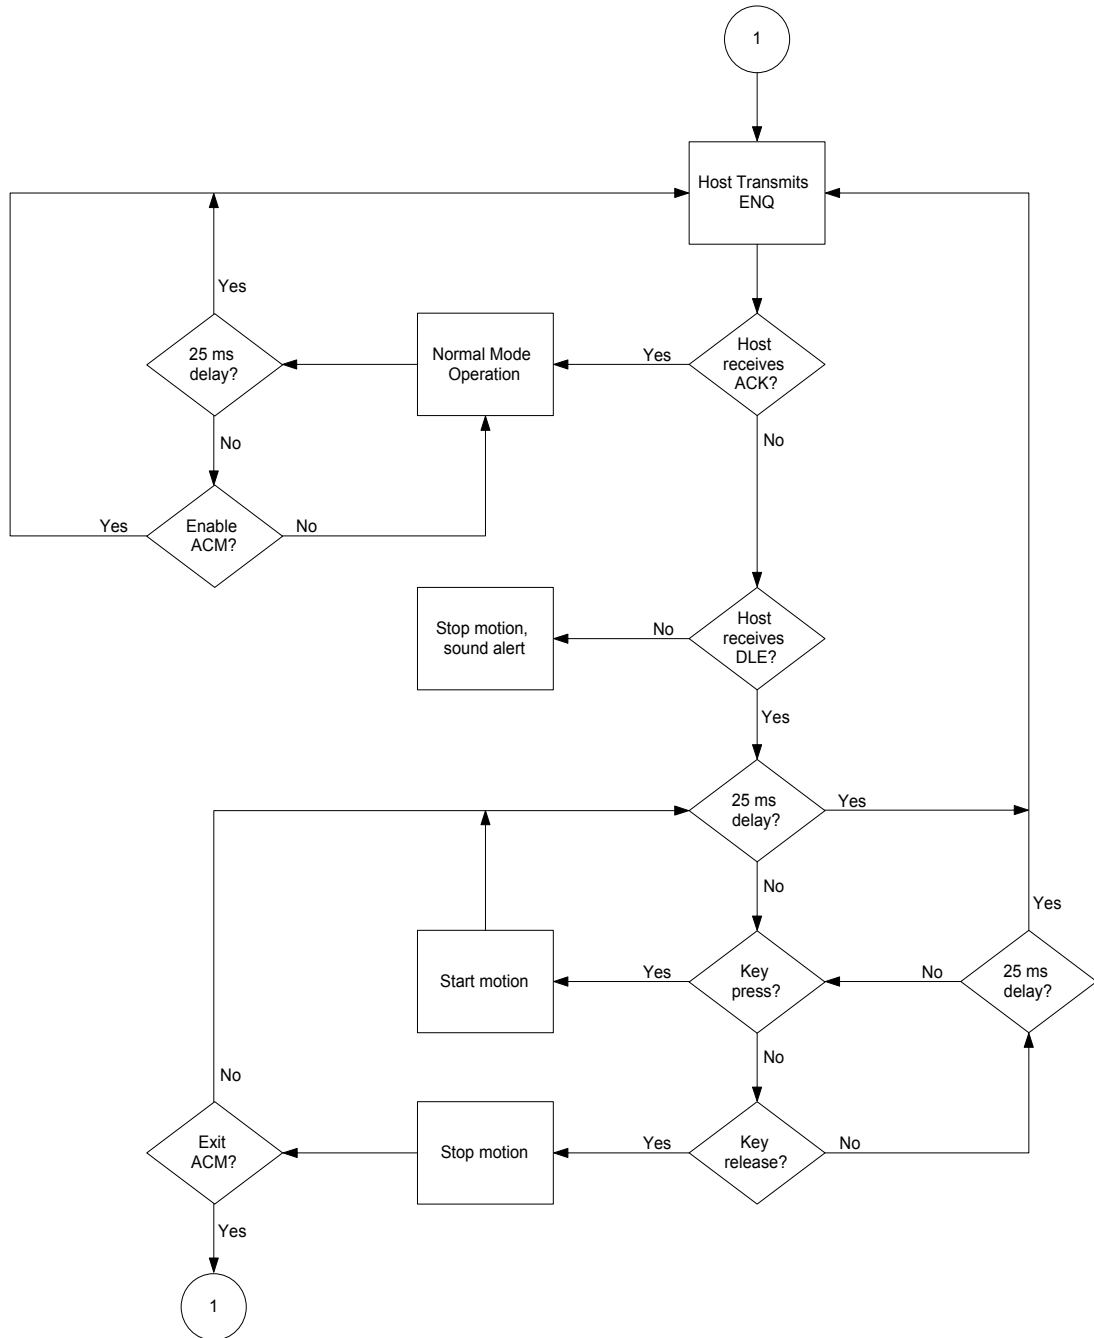 1
Host Transmits
ENQ
Yes
25 ms
delay?
Normal Mode
Operation
Yes
Host
receives
ACK?
No
No
Yes
Enable
ACM?
No
Stop motion,
sound alert
No
Host
receives
DLE?
Yes
25 ms
delay?
Yes
No
Yes
Start motion
Yes
Key
press?
No
25 ms
delay?
No
No
Exit
ACM?
Stop motion
Yes
Key
release?
No
Yes
1